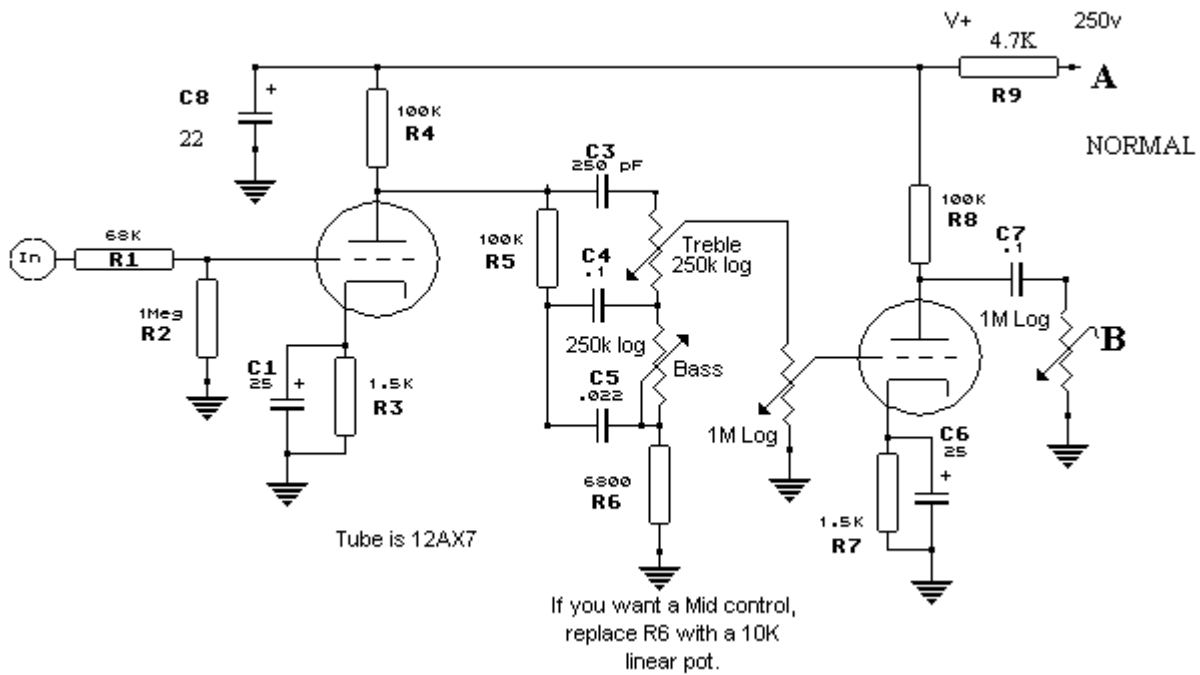 V+ 250v
4.7K
A
R9
C8
+
22
100K
R4
C3
250 pF
NORMAL
100K
R8
C7
.1
68K
In
R1
100K
R5
Treble
250k log
C4
.1
1Meg
R2
1M Log
B
250k log
Bass
C1
25
+
1.5K
R3
C5
.022
1M Log
C6
25
+
6800
R6
1.5K
R7
Tube is 12AX7
If you want a Mid control,
replace R6 with a 10K
linear pot.